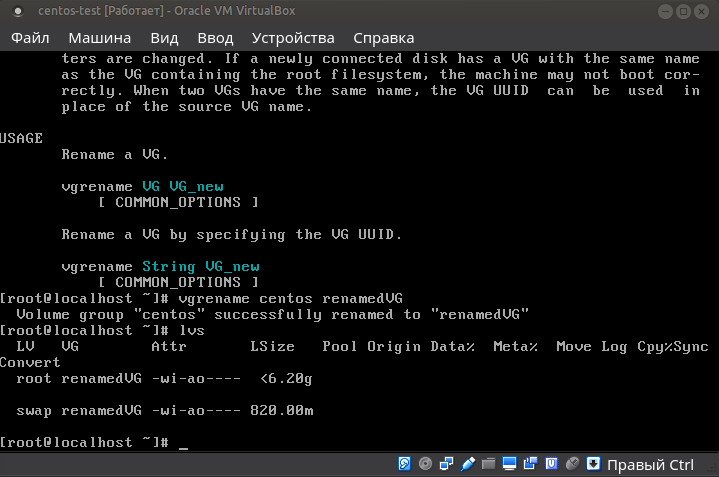 centos-test [Работает] - Oracle VM VirtualBox
Файл Машина Вид Ввод Устройства Справка
ters are changed. If a newly connected disk has a VG with the same name
as the VG containing the root filesystem, the machine may not boot cor-
rectly. When two VGs have the same name, the VG UUID can be used in
place of the source VG name.
USAGE
Rename a VG.
vgrename VG VG_new
[ COMMON_OPTIONS ]
Rename a VG by specifying the VG UUID.
vgrename String VG_new
[ COMMON_OPTIONS ]
[root@localhost ~]# vgrename centos renamedVG
Volume group "centos" successfully renamed to "renamedVG"
[root@localhost ~]# lvs
LV VG Attr LSize Pool Origin Data% Meta% Move Log Cpy%Sync
Convert
root renamedVG -wi-ao---- <6.20g
swap renamedVG -wi-ao---- 820.00m
[root@localhost ~]# _
Правый Ctrl